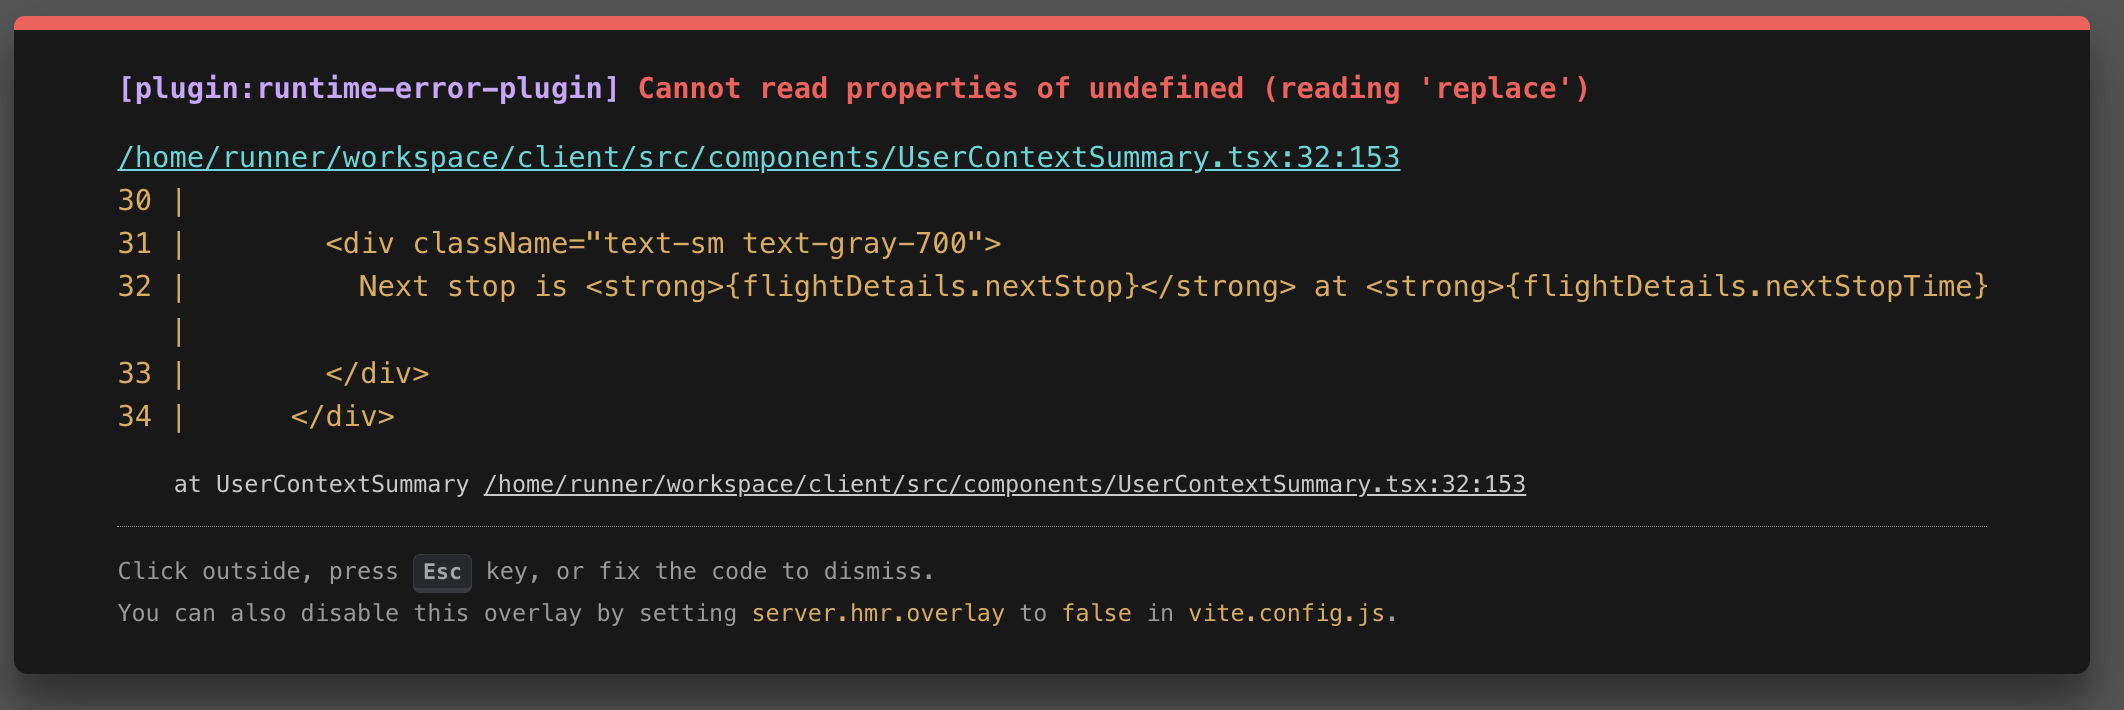 [plugin:runtime-error-plugin] Cannot read properties of undefined (reading 'replace')
/home/runner/workspace/client/src/components/UserContextSummary.tsx:32:153
30 |
31 |        <div className="text-sm text-gray-700">
32 |          Next stop is <strong>{flightDetails.nextStop}</strong> at <strong>{flightDetails.nextStopTime}
|
33 |        </div>
34 |      </div>
at UserContextSummary /home/runner/workspace/client/src/components/UserContextSummary.tsx:32:153
Click outside, press Esc key, or fix the code to dismiss.
You can also disable this overlay by setting server.hmr.overlay to false in vite.config.js.